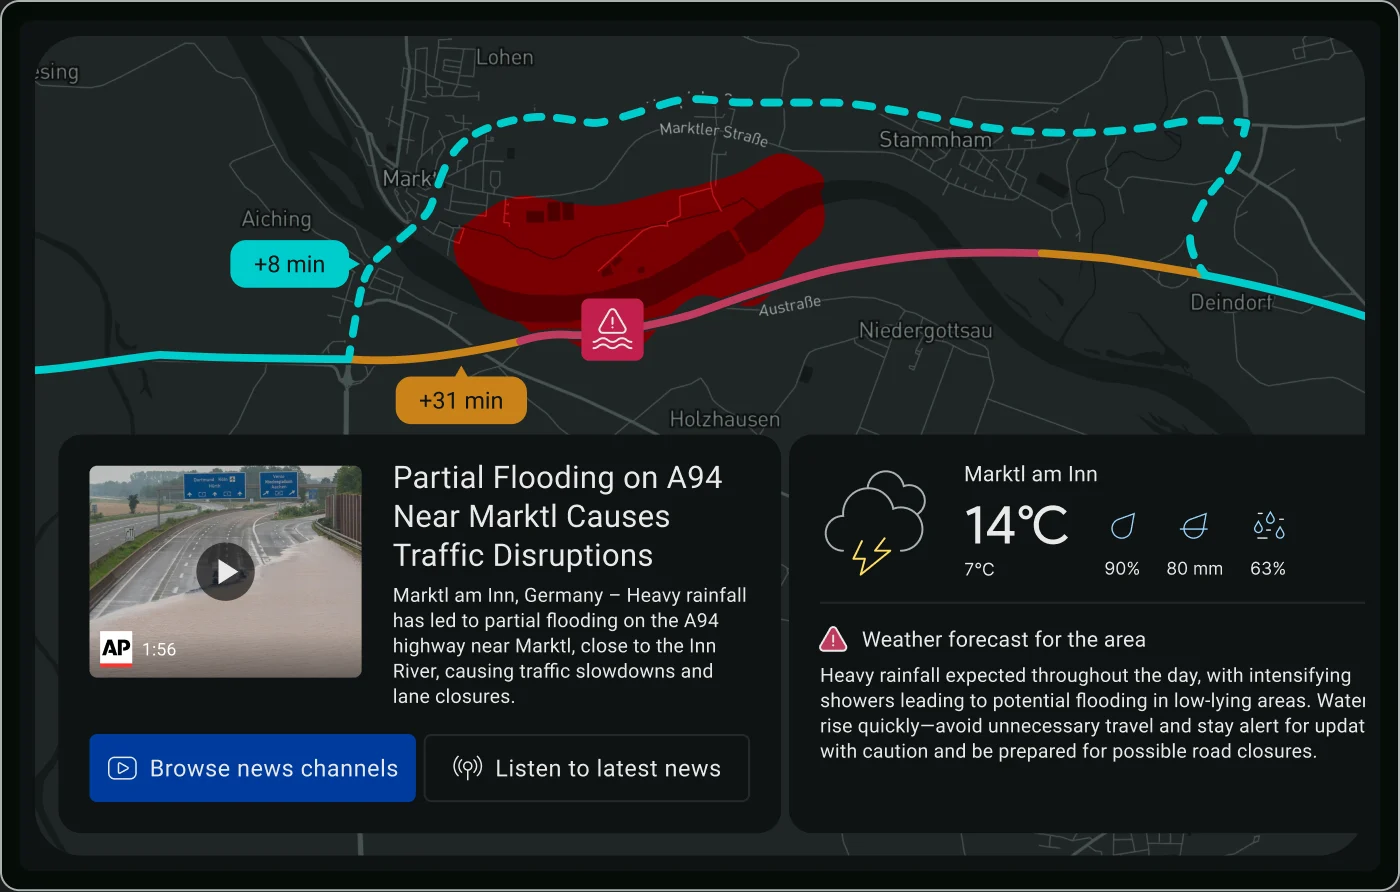 Lohen
esing
Marktler Straße
Stammham
Markt
Aiching
+8 min
Austraße
Deindorf
Niedergottsau
+31 min
Holzhausen
Partial Flooding on A94
Near Marktl Causes
Traffic Disruptions
Marktl am Inn, Germany – Heavy rainfall
has led to partial flooding on the A94
highway near Marktl, close to the Inn
River, causing traffic slowdowns and
lane closures.
AP 1:56
Browse news channels
Listen to latest news
Marktl am Inn
14°C
7°C
90%
80 mm
63%
Weather forecast for the area
Heavy rainfall expected throughout the day, with intensifying
showers leading to potential flooding in low-lying areas. Water
rise quickly—avoid unnecessary travel and stay alert for updat
with caution and be prepared for possible road closures.